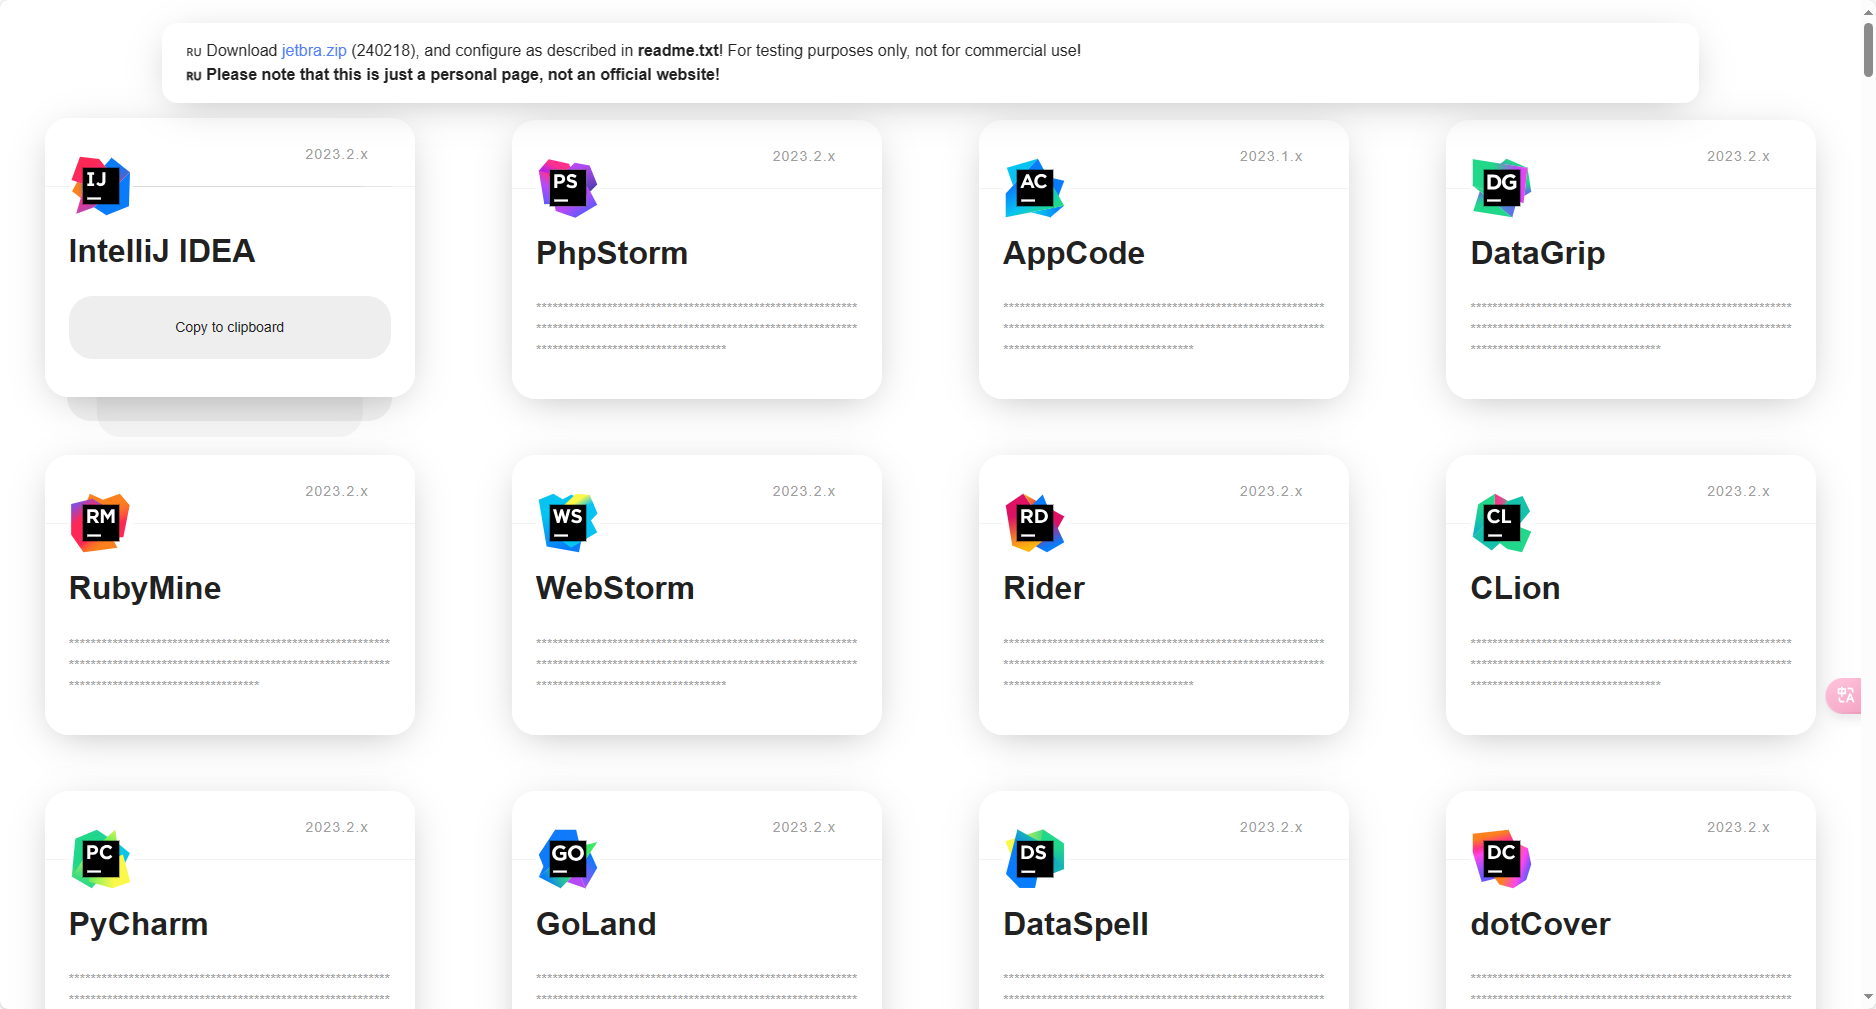 RU Download jetbra.zip (240218), and configure as described in readme.txt! For testing purposes only, not for commercial use!
RU Please note that this is just a personal page, not an official website!
2023.2.x
IJ
IntelliJ IDEA
Copy to clipboard
2023.2.x
PS
PhpStorm
***********************************************************
***********************************************************
***********************************
2023.1.x
AC
AppCode
***********************************************************
***********************************************************
***********************************
2023.2.x
DG
DataGrip
***********************************************************
***********************************************************
***********************************
2023.2.x
RM
RubyMine
***********************************************************
***********************************************************
***********************************
2023.2.x
WS
WebStorm
***********************************************************
***********************************************************
***********************************
2023.2.x
RD
Rider
***********************************************************
***********************************************************
***********************************
2023.2.x
CL
CLion
***********************************************************
***********************************************************
***********************************
中A
2023.2.x
PC
PyCharm
***********************************************************
***********************************************************
2023.2.x
GO
GoLand
***********************************************************
***********************************************************
2023.2.x
DS
DataSpell
***********************************************************
***********************************************************
2023.2.x
DC
dotCover
***********************************************************
***********************************************************